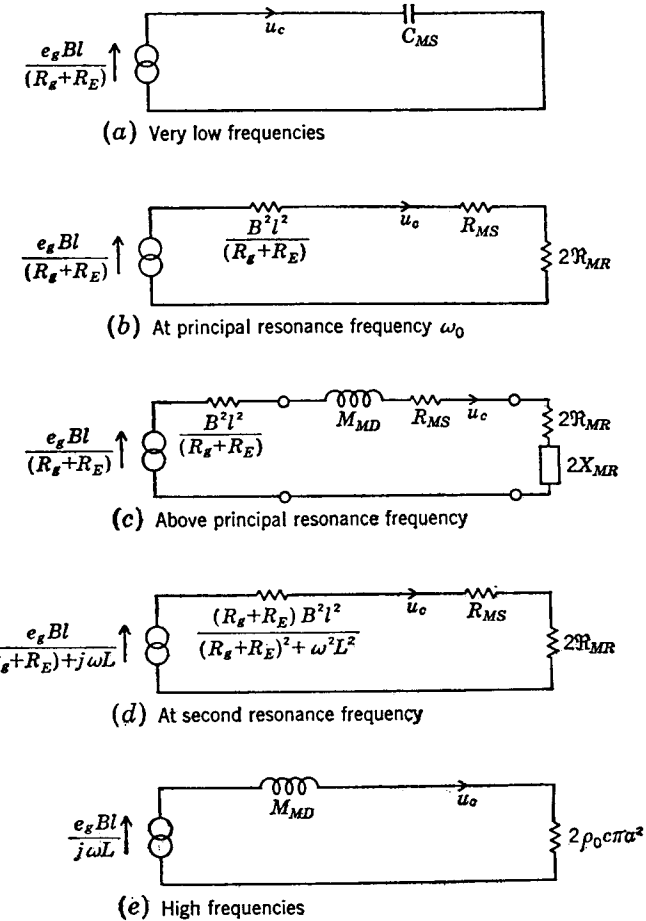 e_g Bl
(R_g+R_E)
u_c
C_MS
(a) Very low frequencies
e_g Bl
(R_g+R_E)
B²l²
(R_g+R_E)
u_c
R_MS
2ℜ_MR
(b) At principal resonance frequency ω₀
e_g Bl
(R_g+R_E)
B²l²
(R_g+R_E)
M_MD
R_MS
u_c
2ℜ_MR
2X_MR
(c) Above principal resonance frequency
e_g Bl
g+R_E)+jωL
(R_g+R_E) B²l²
(R_g+R_E)²+ω²L²
u_c
R_MS
2ℜ_MR
(d) At second resonance frequency
e_g Bl
jωL
M_MD
u_c
2ρ₀cπa²
(e) High frequencies